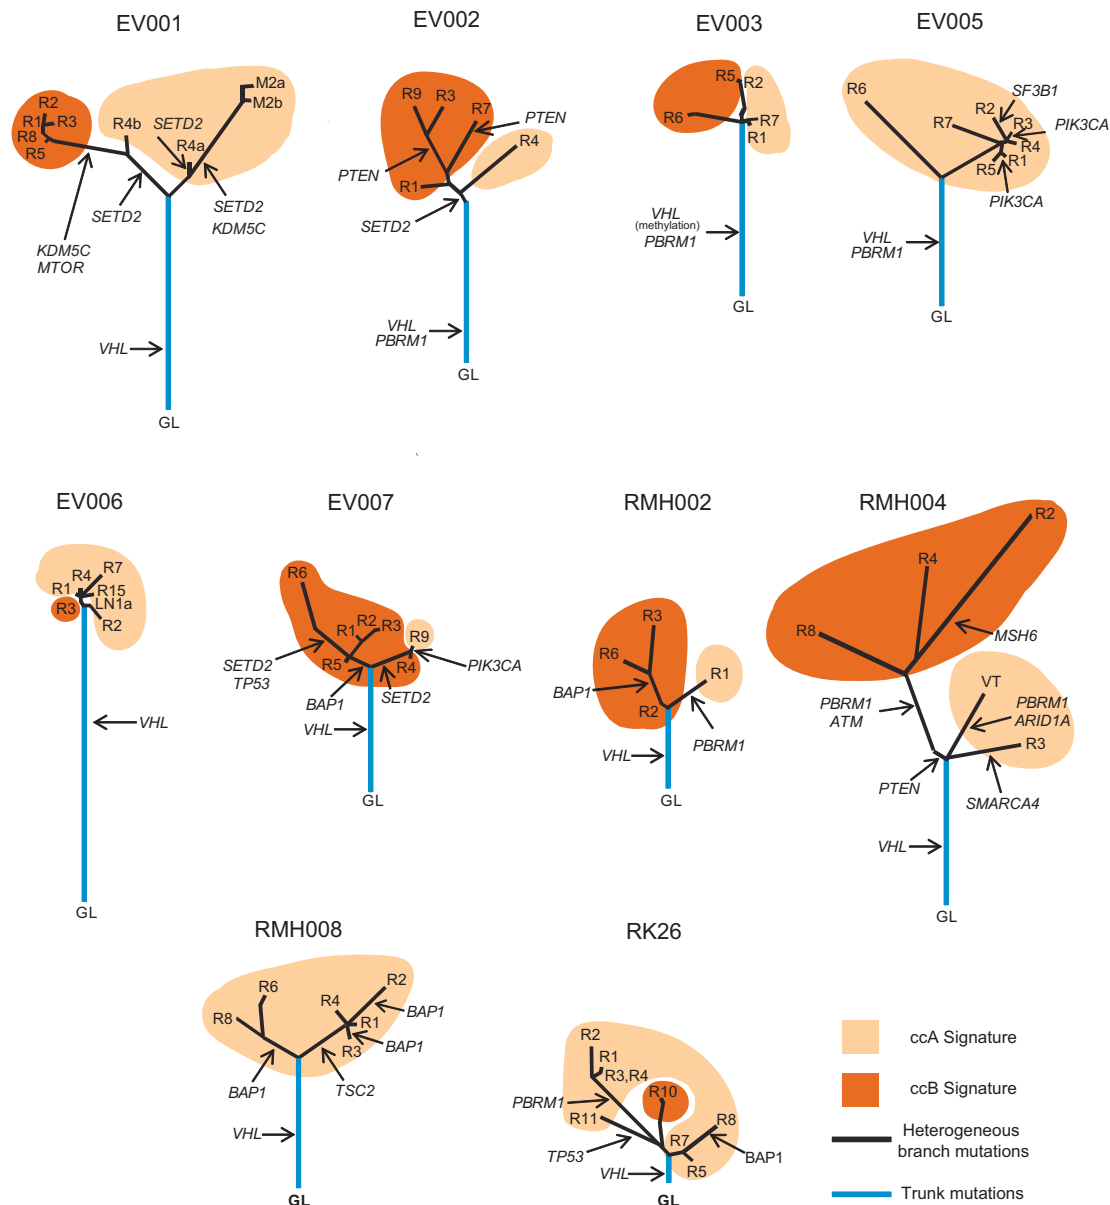 EV001
EV002
EV003
EV005
R2
R1
R3
R8
R5
R4b
SETD2
R4a
M2a
M2b
SETD2
SETD2
KDM5C
KDM5C
MTOR
VHL
GL
R9
R3
R7
PTEN
R4
PTEN
R1
SETD2
VHL
PBRM1
GL
R5
R2
R6
R7
R1
VHL
(methylation)
PBRM1
GL
R6
SF3B1
R2
R7
R3
PIK3CA
R4
R1
R5
PIK3CA
VHL
PBRM1
GL
EV006
EV007
RMH002
RMH004
R7
R4
R1
R15
R3
LN1a
R2
VHL
GL
R6
R2
R1
R3
R9
R5
R4
PIK3CA
SETD2
TP53
BAP1
SETD2
VHL
GL
R3
R6
R1
BAP1
R2
PBRM1
VHL
GL
R2
R4
R8
MSH6
VT
PBRM1
ATM
PBRM1
ARID1A
R3
PTEN
SMARCA4
VHL
GL
RMH008
RK26
R6
R2
R8
R4
BAP1
R1
R3
BAP1
BAP1
TSC2
VHL
GL
R2
R1
R3,R4
R10
PBRM1
R11
R7
R8
TP53
R5
BAP1
VHL
GL
ccA Signature
ccB Signature
Heterogeneous
branch mutations
Trunk mutations